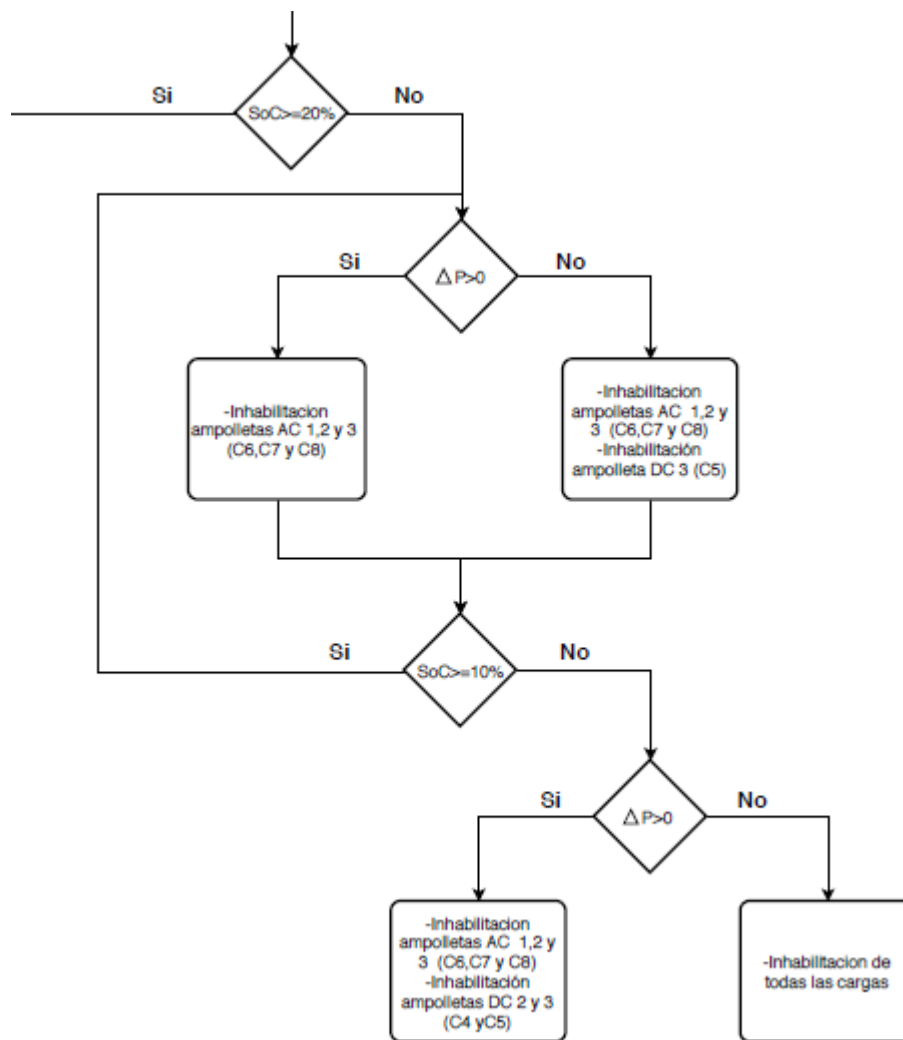 Si
No
SoC>=20%
Si
No
△ P>0
-Inhabilitacion
ampolletas AC 1,2 y 3
(C6,C7 y C8)
-Inhabilitacion
ampolletas AC 1,2 y
3 (C6,C7 y C8)
-Inhabilitación
ampolleta DC 3 (C5)
Si
No
SoC>=10%
Si
No
△ P>0
-Inhabilitacion
ampolletas AC 1,2 y
3 (C6,C7 y C8)
-Inhabilitación
ampolletas DC 2 y 3
(C4 yC5)
-Inhabilitacion de
todas las cargas